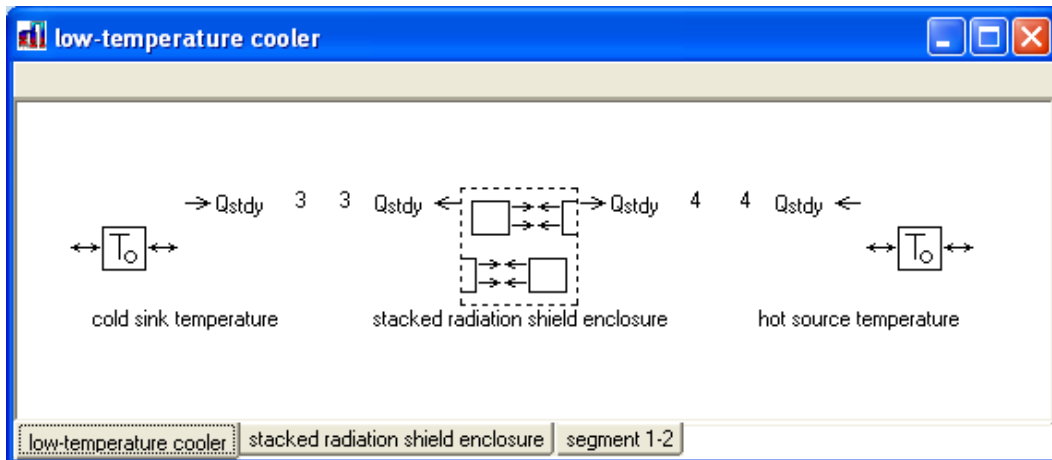 low-temperature cooler
Qstdy 3 3 Qstdy Qstdy 4 4 Qstdy
To To
cold sink temperature stacked radiation shield enclosure hot source temperature
low-temperature cooler stacked radiation shield enclosure segment 1-2